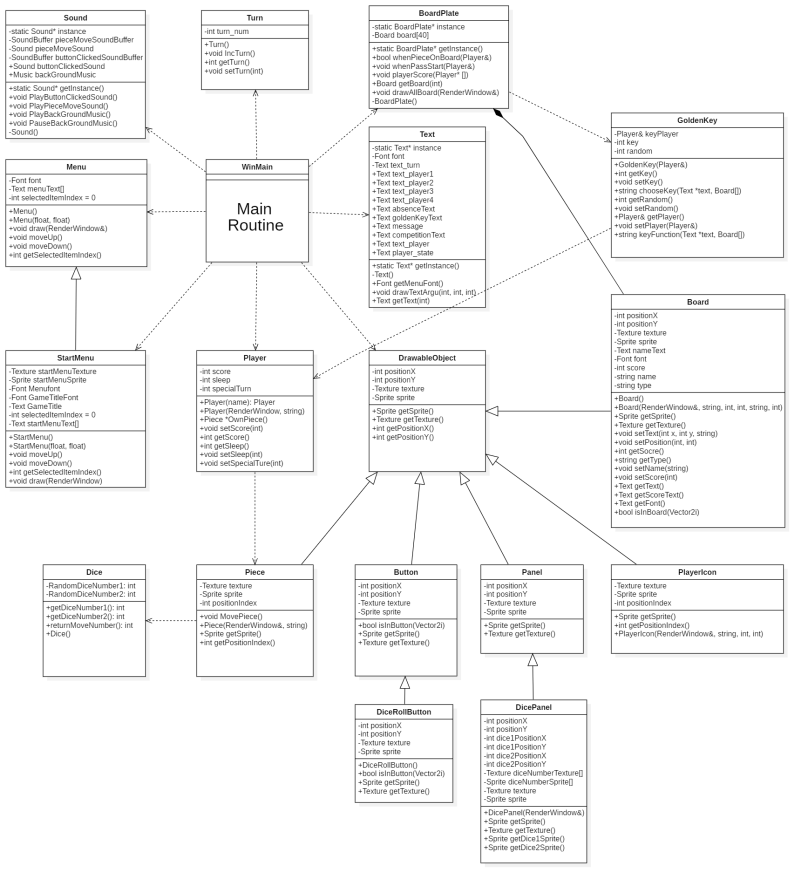 Sound
-static Sound* instance
-SoundBuffer pieceMoveSoundBuffer
-Sound pieceMoveSound
-SoundBuffer buttonClickedSoundBuffer
+Sound buttonClickedSound
+Music backGroundMusic
+static Sound* getInstance()
+void PlayButtonClickedSound()
+void PlayPieceMoveSound()
+void PlayBackGroundMusic()
+void PauseBackGroundMusic()
-Sound()
Turn
-int turn_num
+Turn()
+void IncTurn()
+int getTurn()
+void setTurn(int)
BoardPlate
-static BoardPlate* instance
-Board board[40]
+static BoardPlate* getInstance()
+bool whenPieceOnBoard(Player&)
+void whenPassStart(Player&)
+void playerScore(Player* [])
+Board getBoard(int)
+void drawAllBoard(RenderWindow&)
-BoardPlate()
GoldenKey
-Player& keyPlayer
-int key
-int random
+GoldenKey(Player&)
+int getKey()
+void setKey()
+string chooseKey(Text *text, Board[])
+int getRandom()
+void setRandom()
+Player& getPlayer()
+void setPlayer(Player&)
+string keyFunction(Text *text, Board[])
Menu
-Font font
-Text menuText[]
-int selectedItemIndex = 0
+Menu()
+Menu(float, float)
+void draw(RenderWindow&)
+void moveUp()
+void moveDown()
+int getSelectedItemIndex()
WinMain
Main
Routine
Text
-static Text* instance
-Font font
-Text text_turn
+Text text_player1
+Text text_player2
+Text text_player3
+Text text_player4
+Text absenceText
+Text goldenKeyText
+Text message
+Text competitionText
+Text text_player
+Text player_state
+static Text* getInstance()
-Text()
+Font getMenuFont()
+void drawTextArgu(int, int, int)
+Text getText(int)
Board
-int positionX
-int positionY
-Texture texture
-Sprite sprite
-Text nameText
-Font font
-int score
-string name
-string type
+Board()
+Board(RenderWindow&, string, int, int, string, int)
+Sprite getSprite()
+Texture getTexture()
+void setText(int x, int y, string)
+void setPosition(int, int)
+int getSocre()
+string getType()
+void setName(string)
+void setScore(int)
+Text getText()
+Text getScoreText()
+Text getFont()
+bool isInBoard(Vector2i)
StartMenu
-Texture startMenuTexture
-Sprite startMenuSprite
-Font Menufont
-Font GameTitleFont
-Text GameTitle
-int selectedItemIndex = 0
-Text startMenuText[]
+StartMenu()
+StartMenu(float, float)
+void moveUp()
+void moveDown()
+int getSelectedItemIndex()
+void draw(RenderWindow)
Player
-int score
-int sleep
-int specialTurn
+Player(name): Player
+Player(RenderWindow, string)
+Piece *OwnPiece()
+void setScore(int)
+int getScore()
+int getSleep()
+void setSleep(int)
+void setSpecialTure(int)
DrawableObject
-int positionX
-int positionY
-Texture texture
-Sprite sprite
+Sprite getSprite()
+Texture getTexture()
+int getPositionX()
+int getPositionY()
Dice
-RandomDiceNumber1: int
-RandomDiceNumber2: int
+getDiceNumber1(): int
+getDiceNumber2(): int
+returnMoveNumber(): int
+Dice()
Piece
-Texture texture
-Sprite sprite
-int positionIndex
+void MovePiece()
+Piece(RenderWindow&, string)
+Sprite getSprite()
+int getPositionIndex()
Button
-int positionX
-int positionY
-Texture texture
-Sprite sprite
+bool isInButton(Vector2i)
+Sprite getSprite()
+Texture getTexture()
Panel
-int positionX
-int positionY
-Texture texture
-Sprite sprite
+Sprite getSprite()
+Texture getTexture()
PlayerIcon
-Texture texture
-Sprite sprite
-int positionIndex
+Sprite getSprite()
+int getPositionIndex()
+PlayerIcon(RenderWindow&, string, int, int)
DiceRollButton
-int positionX
-int positionY
-Texture texture
-Sprite sprite
+DiceRollButton()
+bool isInButton(Vector2i)
+Sprite getSprite()
+Texture getTexture()
DicePanel
-int positionX
-int positionY
-int dice1PositionX
-int dice1PositionY
-int dice2PositionX
-int dice2PositionY
-Texture diceNumberTexture[]
-Sprite diceNumberSprite[]
-Texture texture
-Sprite sprite
+DicePanel(RenderWindow&)
+Sprite getSprite()
+Texture getTexture()
+Sprite getDice1Sprite()
+Sprite getDice2Sprite()